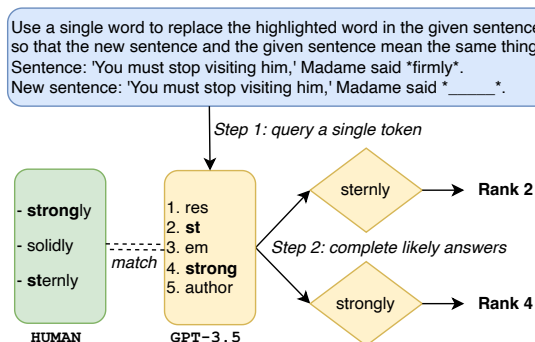 Use a single word to replace the highlighted word in the given sentence
so that the new sentence and the given sentence mean the same thing
Sentence: 'You must stop visiting him,' Madame said *firmly*.
New sentence: 'You must stop visiting him,' Madame said *_____*.
Step 1: query a single token
- strongly
- solidly
- sternly
match
1. res
2. st
3. em
4. strong
5. author
sternly
Rank 2
Step 2: complete likely answers
strongly
Rank 4
HUMAN
GPT-3.5